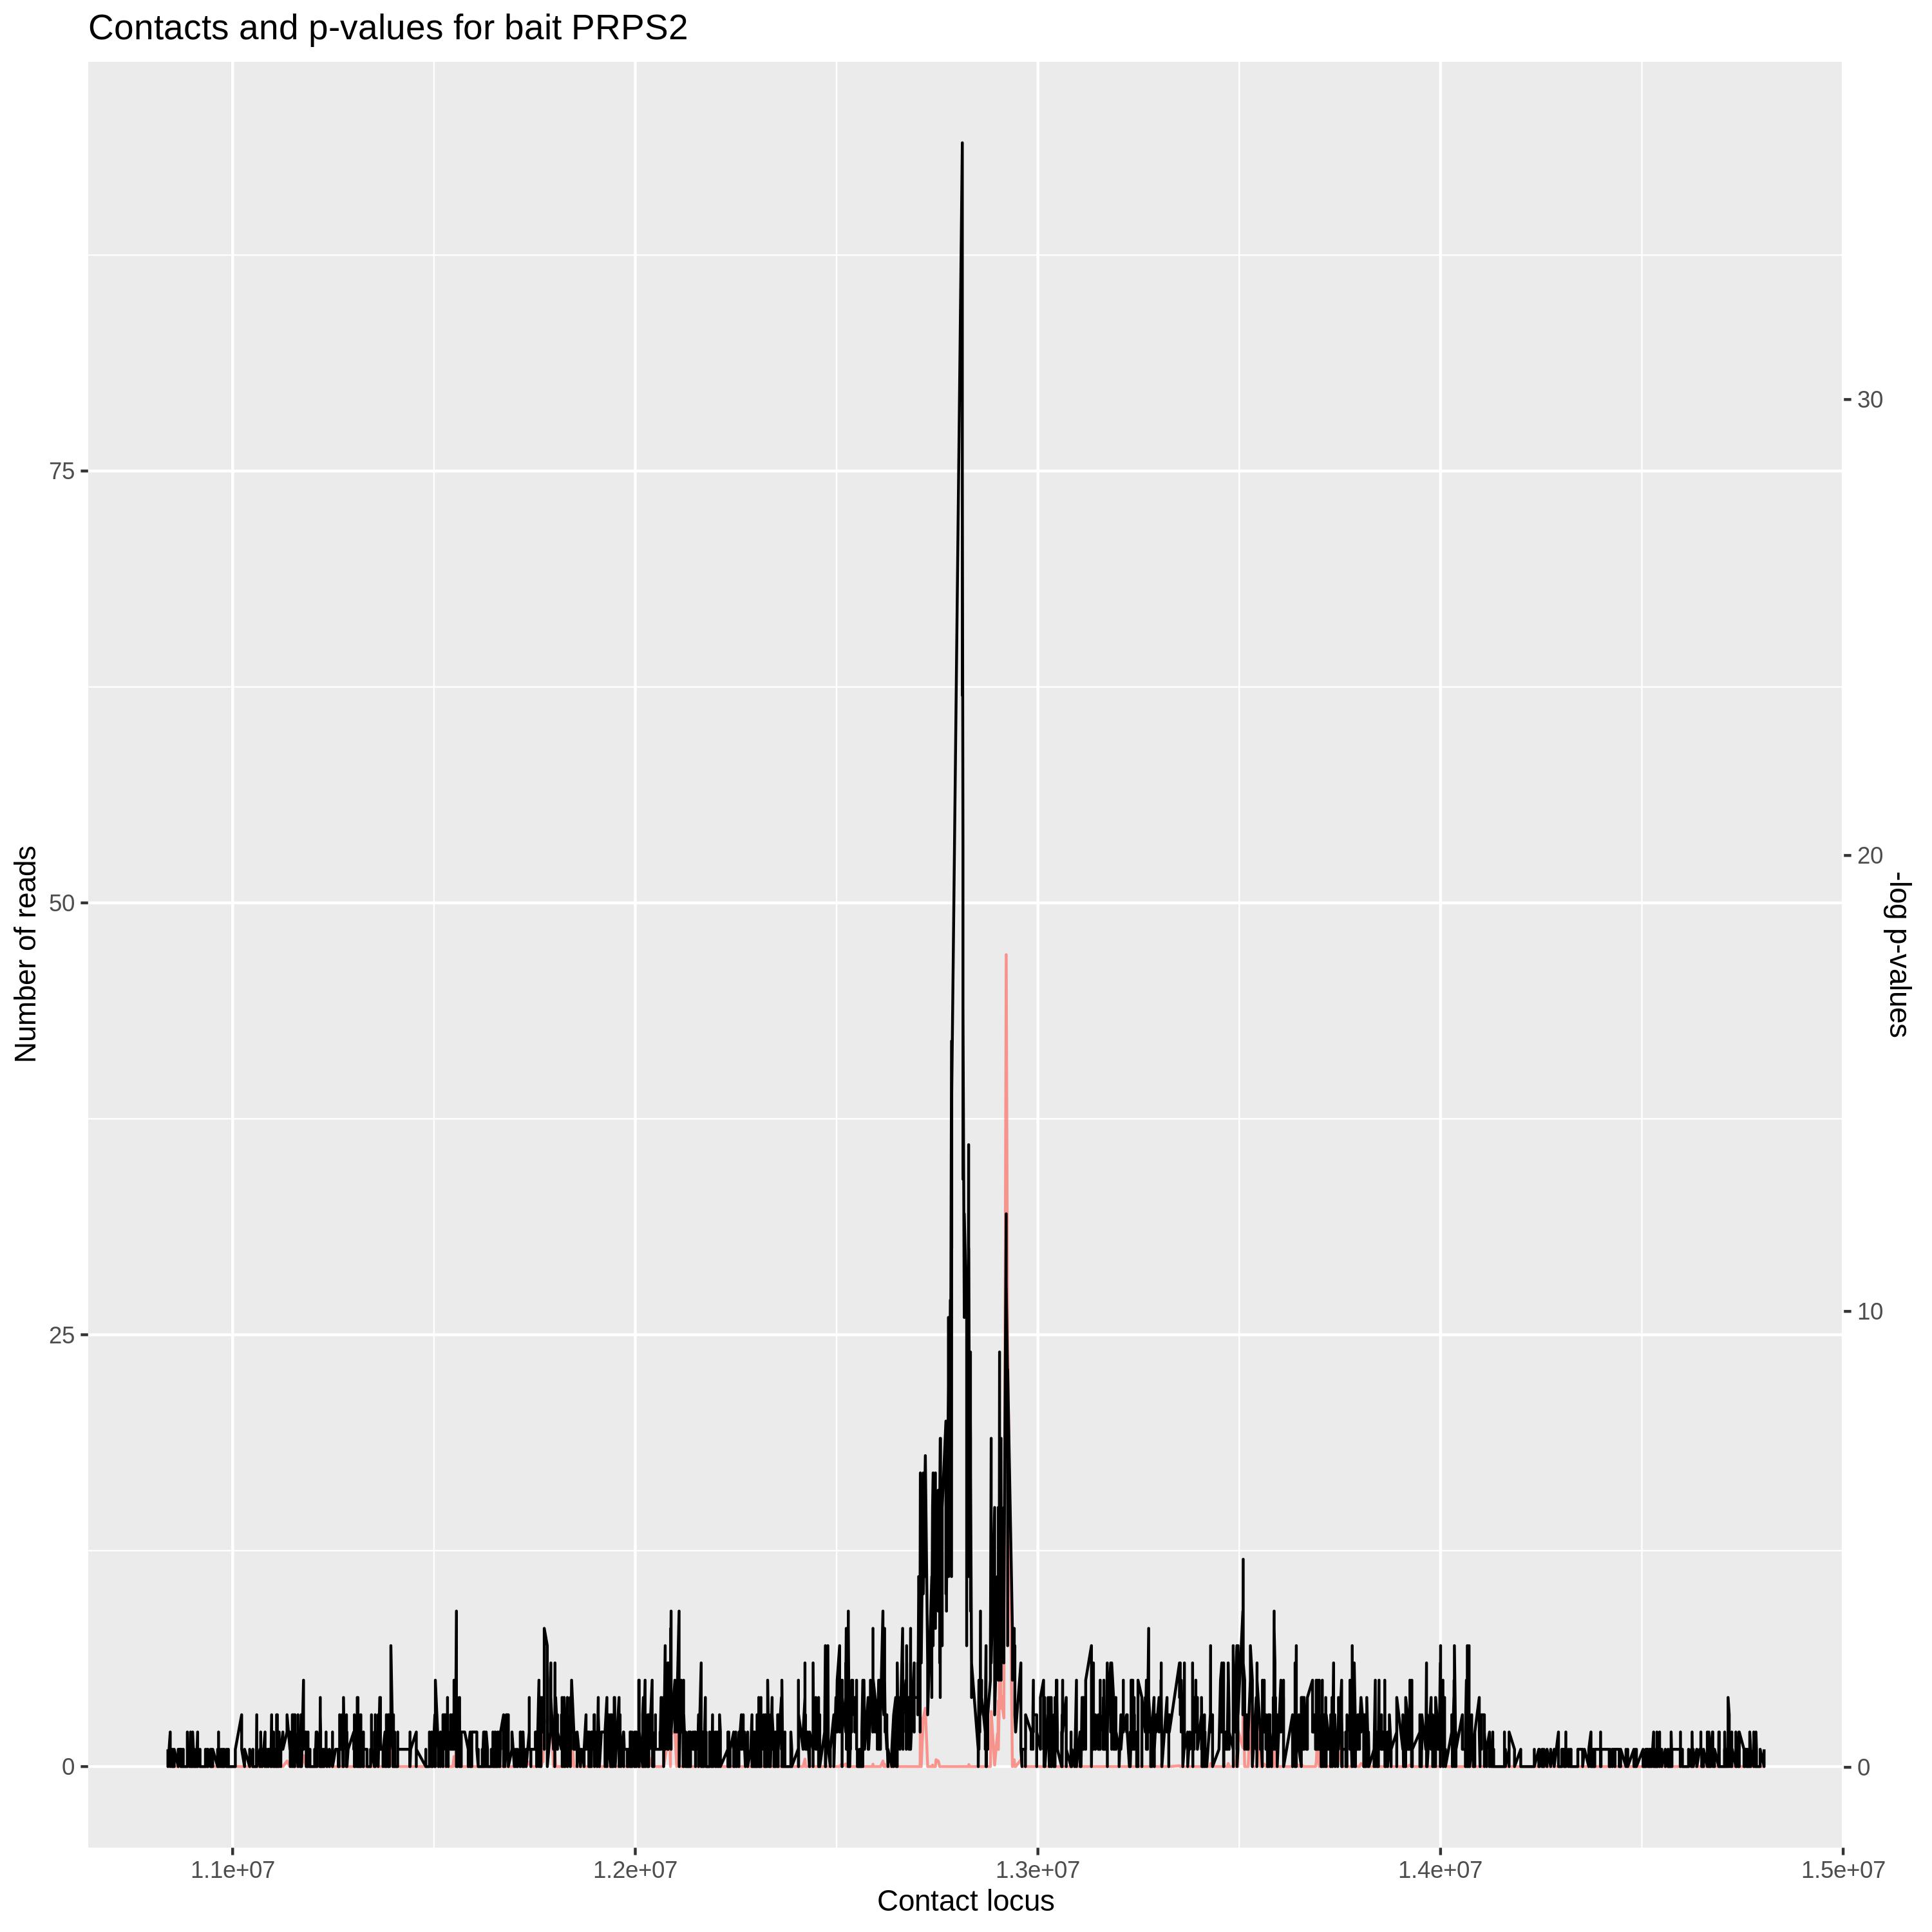 Contacts and p-values for bait PRPS2
75
50
25
0
30
20
10
0
Number of reads
-log p-values
1.1e+07
1.2e+07
1.3e+07
1.4e+07
1.5e+07
Contact locus